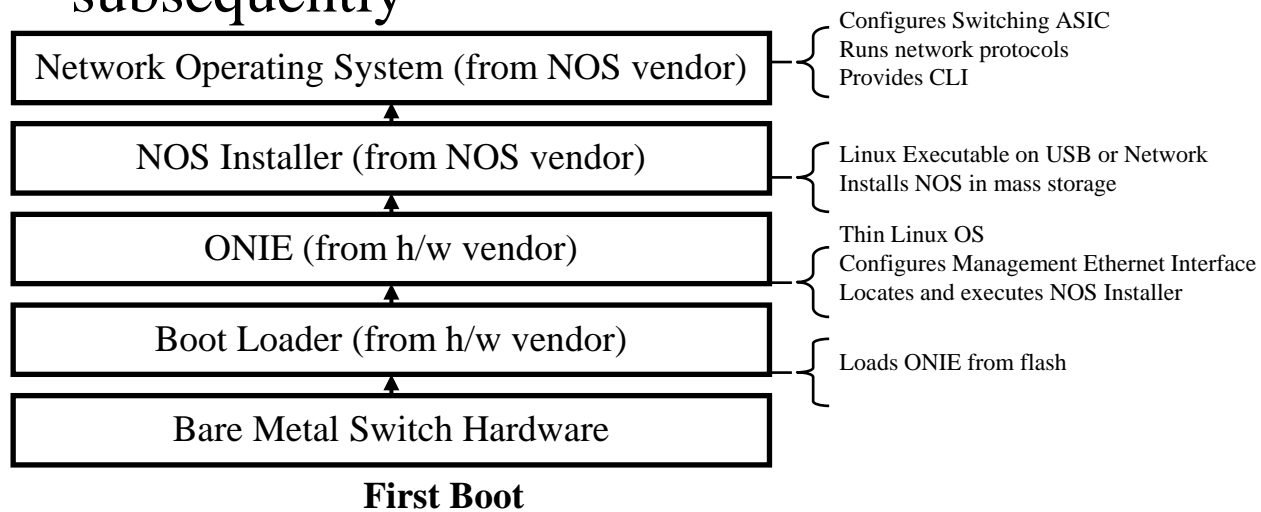 subsequently
Network Operating System (from NOS vendor)
Configures Switching ASIC
Runs network protocols
Provides CLI
NOS Installer (from NOS vendor)
Linux Executable on USB or Network
Installs NOS in mass storage
ONIE (from h/w vendor)
Thin Linux OS
Configures Management Ethernet Interface
Locates and executes NOS Installer
Boot Loader (from h/w vendor)
Loads ONIE from flash
Bare Metal Switch Hardware
First Boot